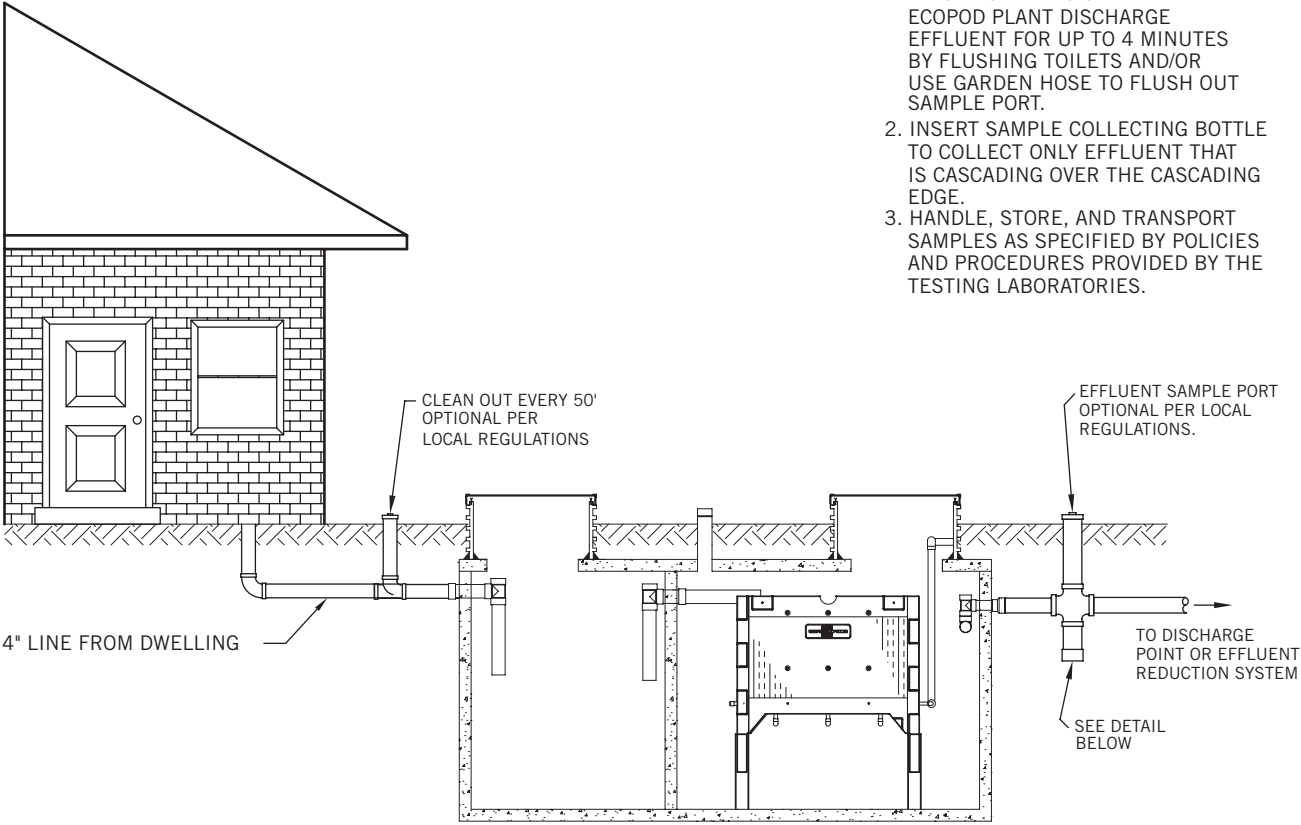 ECOPOD PLANT DISCHARGE
EFFLUENT FOR UP TO 4 MINUTES
BY FLUSHING TOILETS AND/OR
USE GARDEN HOSE TO FLUSH OUT
SAMPLE PORT.
2. INSERT SAMPLE COLLECTING BOTTLE
TO COLLECT ONLY EFFLUENT THAT
IS CASCADING OVER THE CASCADING
EDGE.
3. HANDLE, STORE, AND TRANSPORT
SAMPLES AS SPECIFIED BY POLICIES
AND PROCEDURES PROVIDED BY THE
TESTING LABORATORIES.
CLEAN OUT EVERY 50'
OPTIONAL PER
LOCAL REGULATIONS
EFFLUENT SAMPLE PORT
OPTIONAL PER LOCAL
REGULATIONS.
4" LINE FROM DWELLING
TO DISCHARGE
POINT OR EFFLUENT
REDUCTION SYSTEM
SEE DETAIL
BELOW